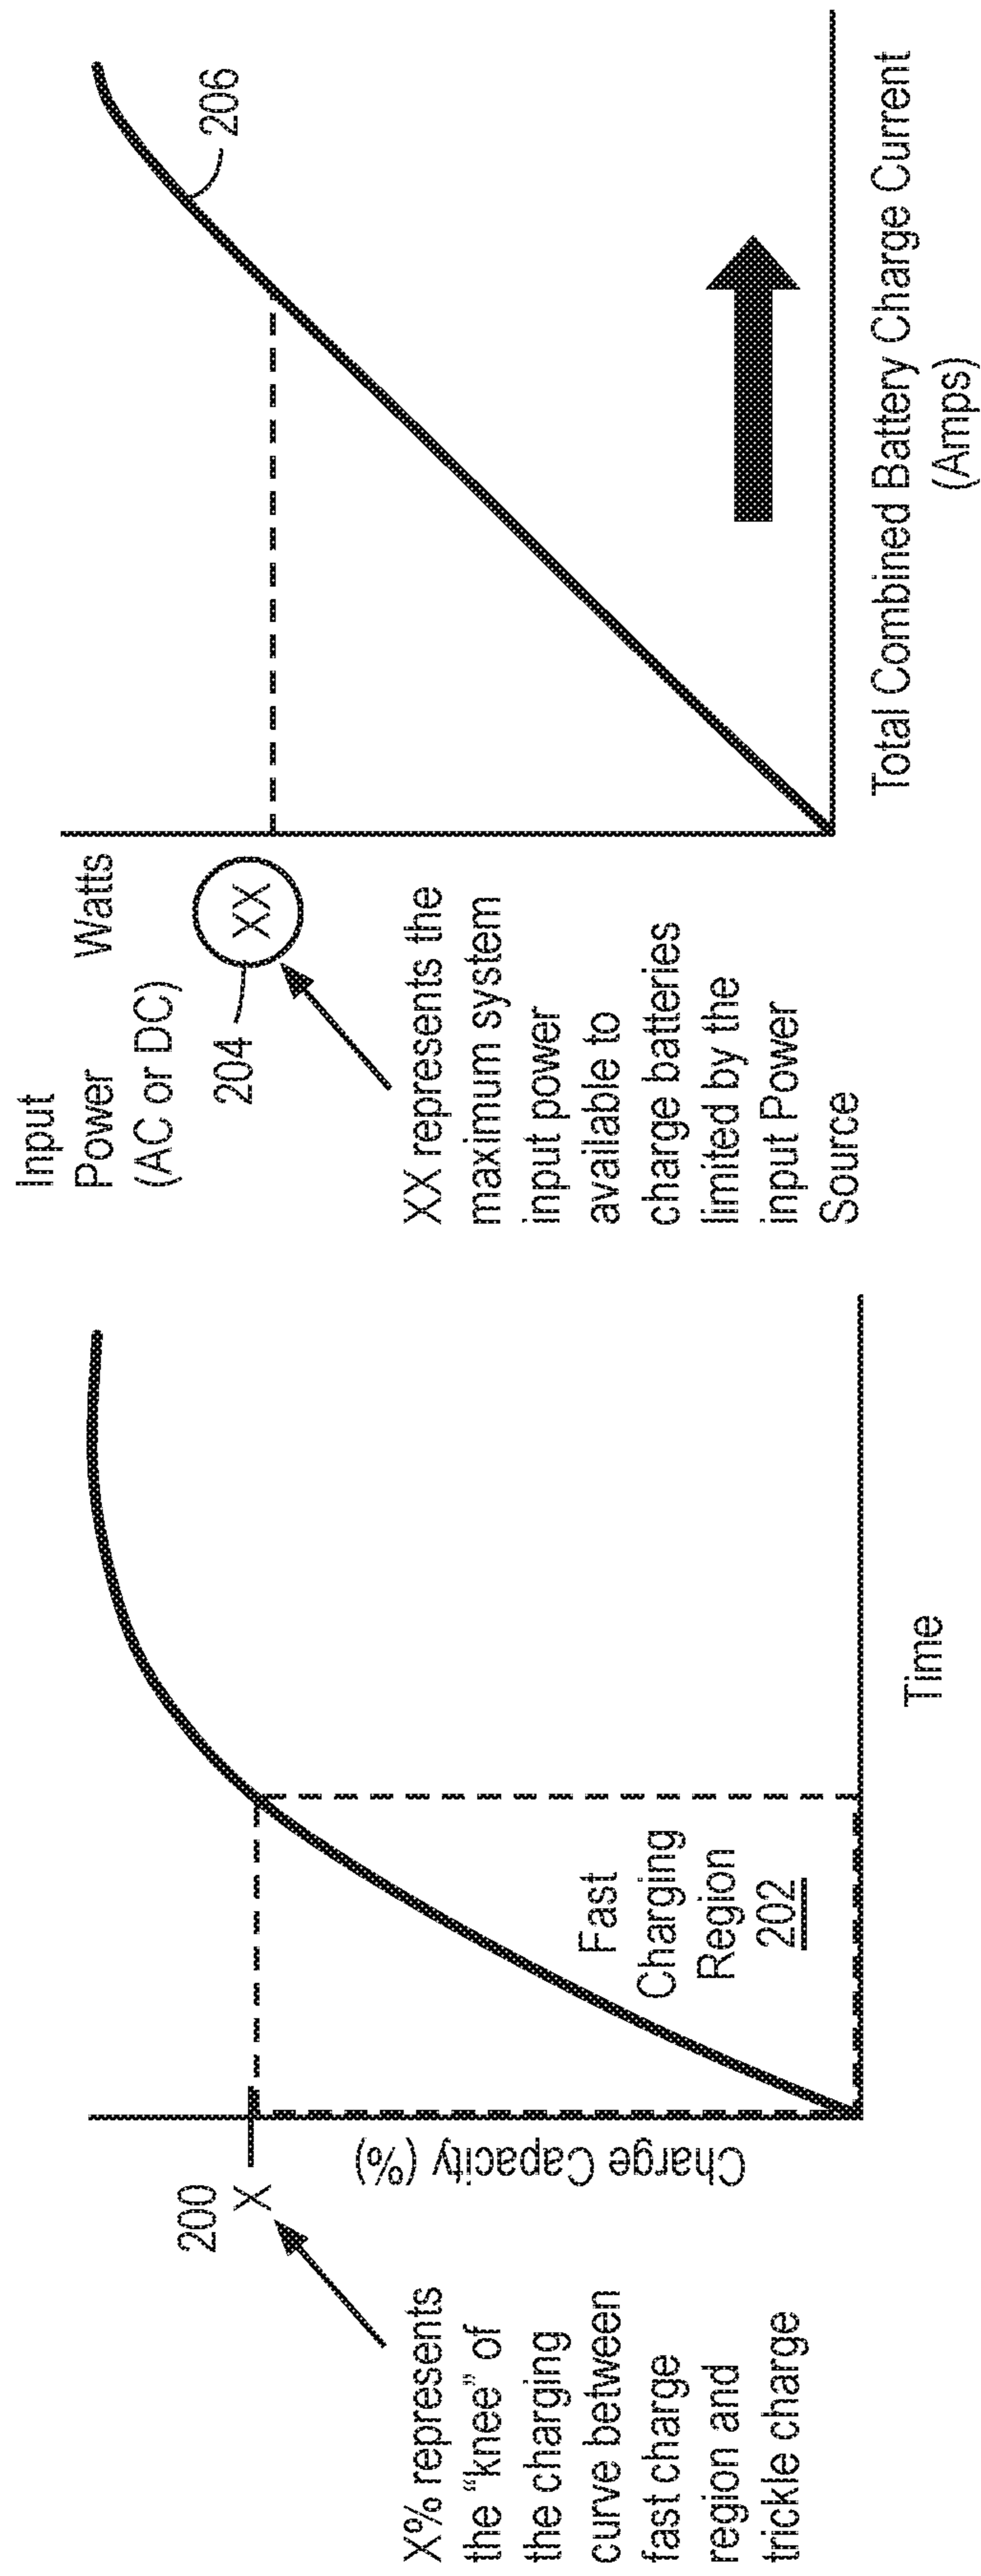 200
X
X% represents
the “knee” of
the charging
curve between
fast charge
region and
trickle charge
Charge Capacity (%)
Fast
Charging
Region
202
Time
Input
Power Watts
(AC or DC)
204
XX
XX represents the
maximum system
input power
available to
charge batteries
limited by the
input Power
Source
206
Total Combined Battery Charge Current
(Amps)